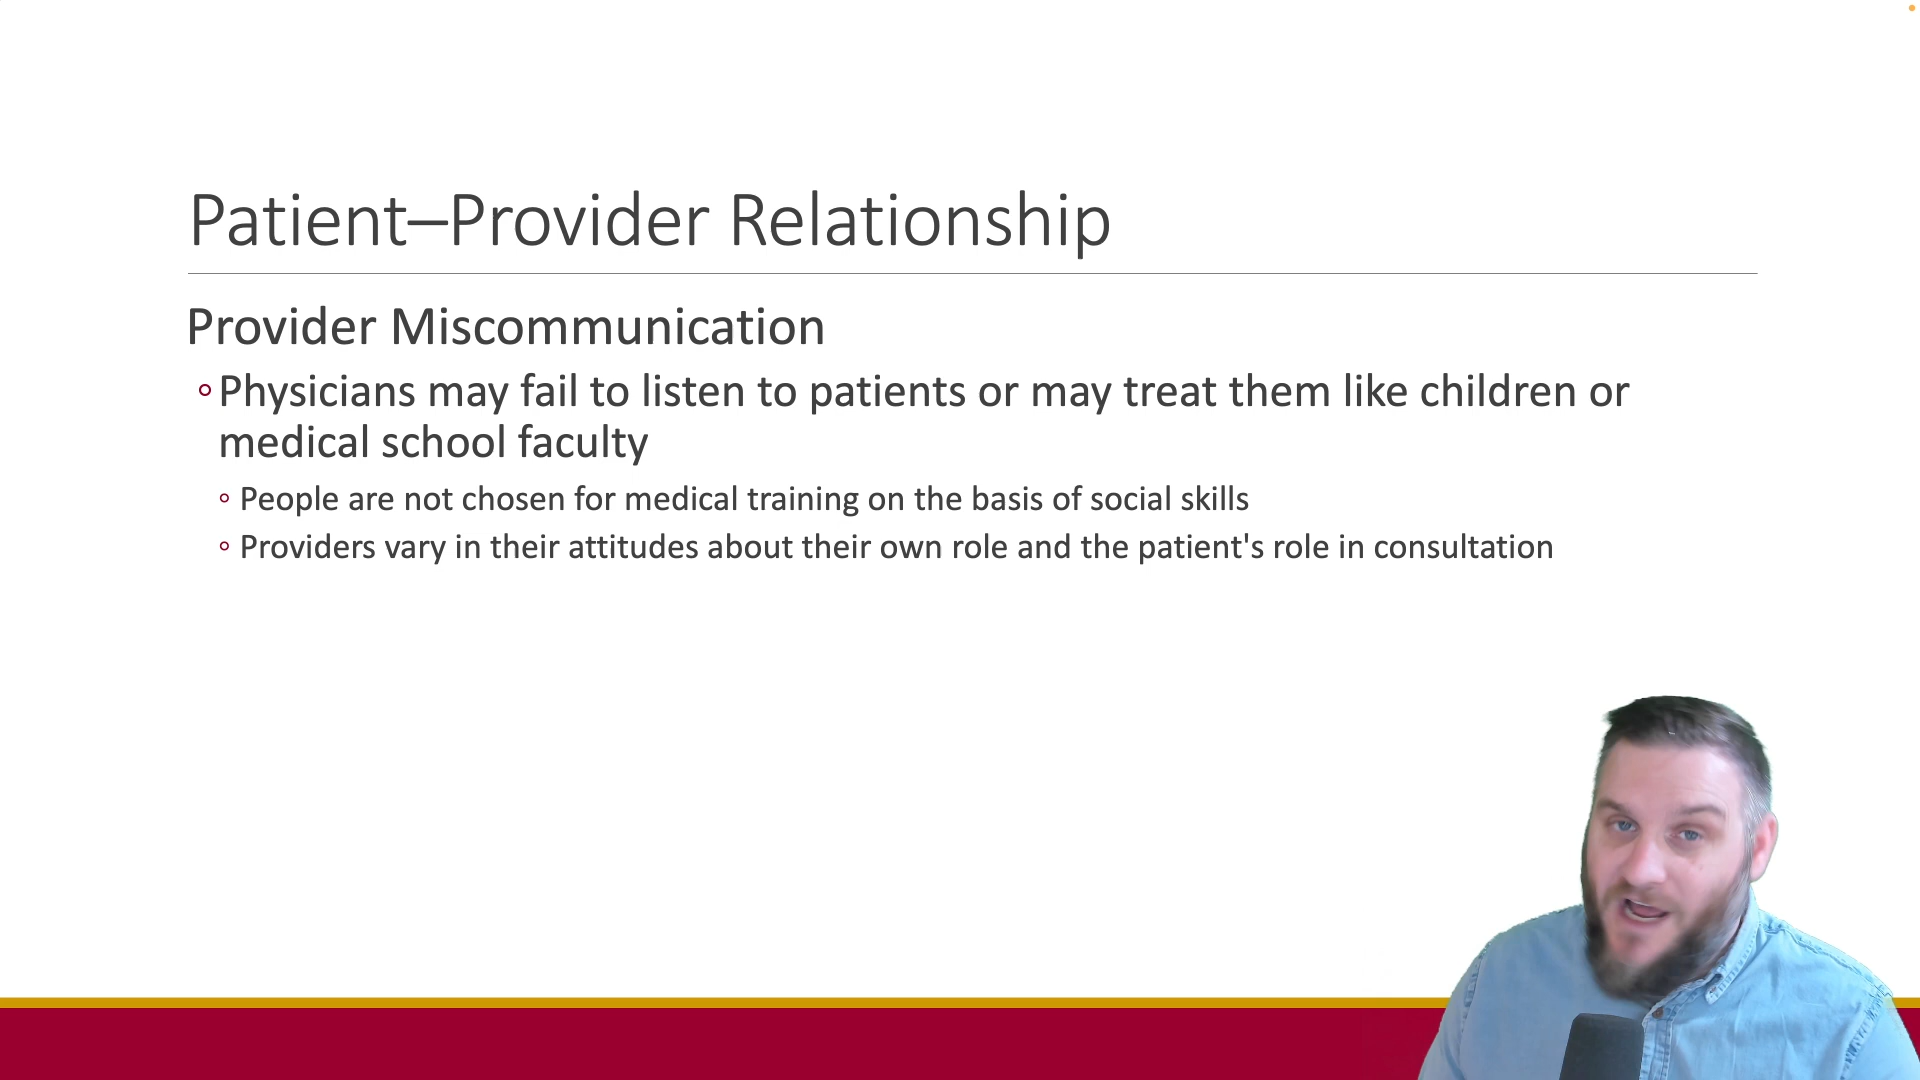 Patient–Provider Relationship
Provider Miscommunication
◦Physicians may fail to listen to patients or may treat them like children or
medical school faculty
◦ People are not chosen for medical training on the basis of social skills
◦ Providers vary in their attitudes about their own role and the patient's role in consultation